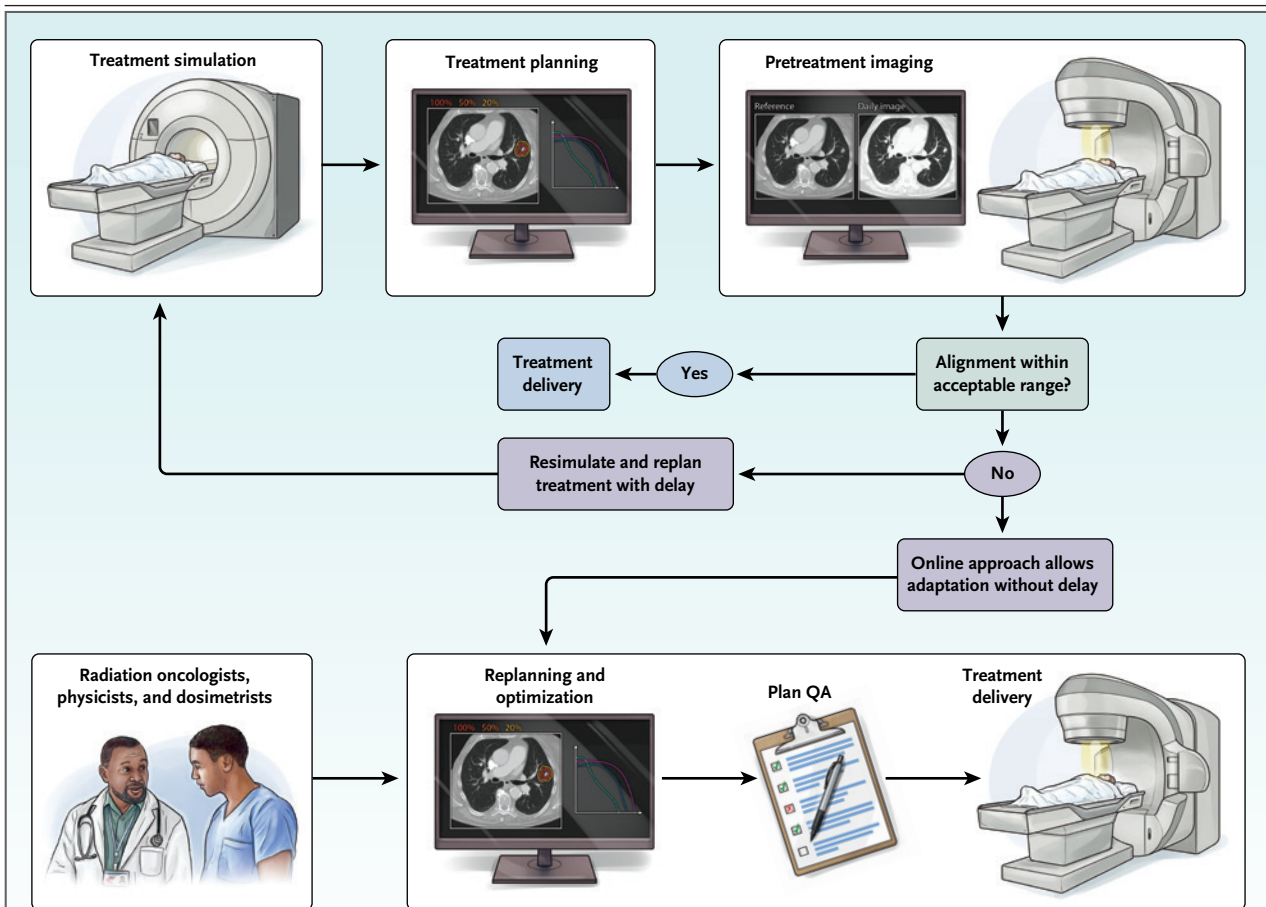 Treatment simulation
Treatment planning
100% 50% 20%
Pretreatment imaging
Reference
Daily image
Alignment within
acceptable range?
Yes
Treatment
delivery
No
Resimulate and replan
treatment with delay
Online approach allows
adaptation without delay
Radiation oncologists,
physicists, and dosimetrists
Replanning and
optimization
100% 50% 20%
Plan QA
Treatment
delivery